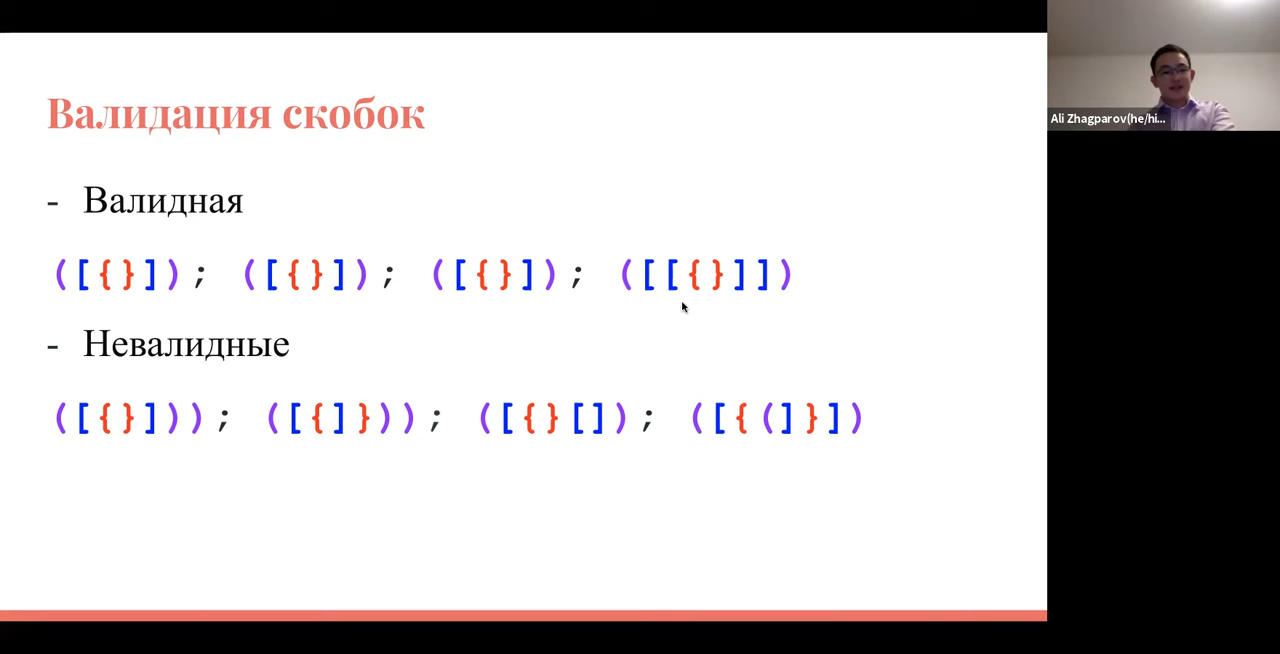 Валидация скобок
Ali Zhagparov(he/hi...
- Валидная
([{}]); ([{}]); ([{}]); ([[{}]])
- Невалидные
([{}])); ([{]})); ([{}[]); ([{(]}])